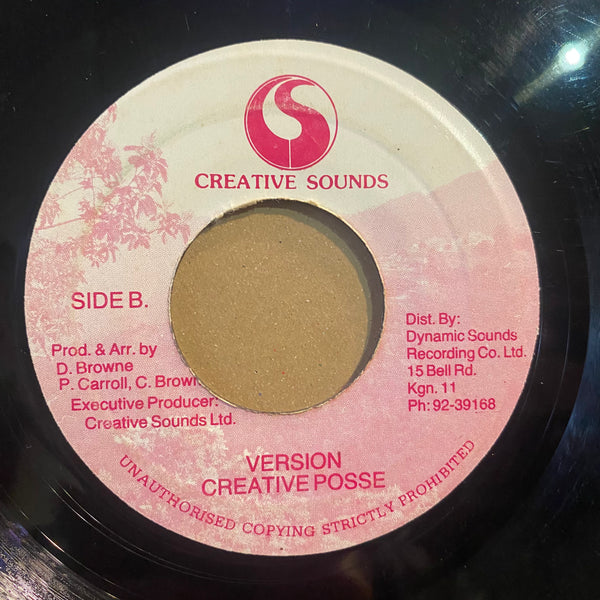 CREATIVE SOUNDS
SIDE B.
Prod. & Arr. by
D. Browne
P. Carroll, C. Brown
Executive Producer:
Creative Sounds Ltd.
Dist. By:
Dynamic Sounds
Recording Co. Ltd.
15 Bell Rd.
Kgn. 11
Ph: 92-39168
VERSION
CREATIVE POSSE
UNAUTHORISED COPYING STRICTLY PROHIBITED